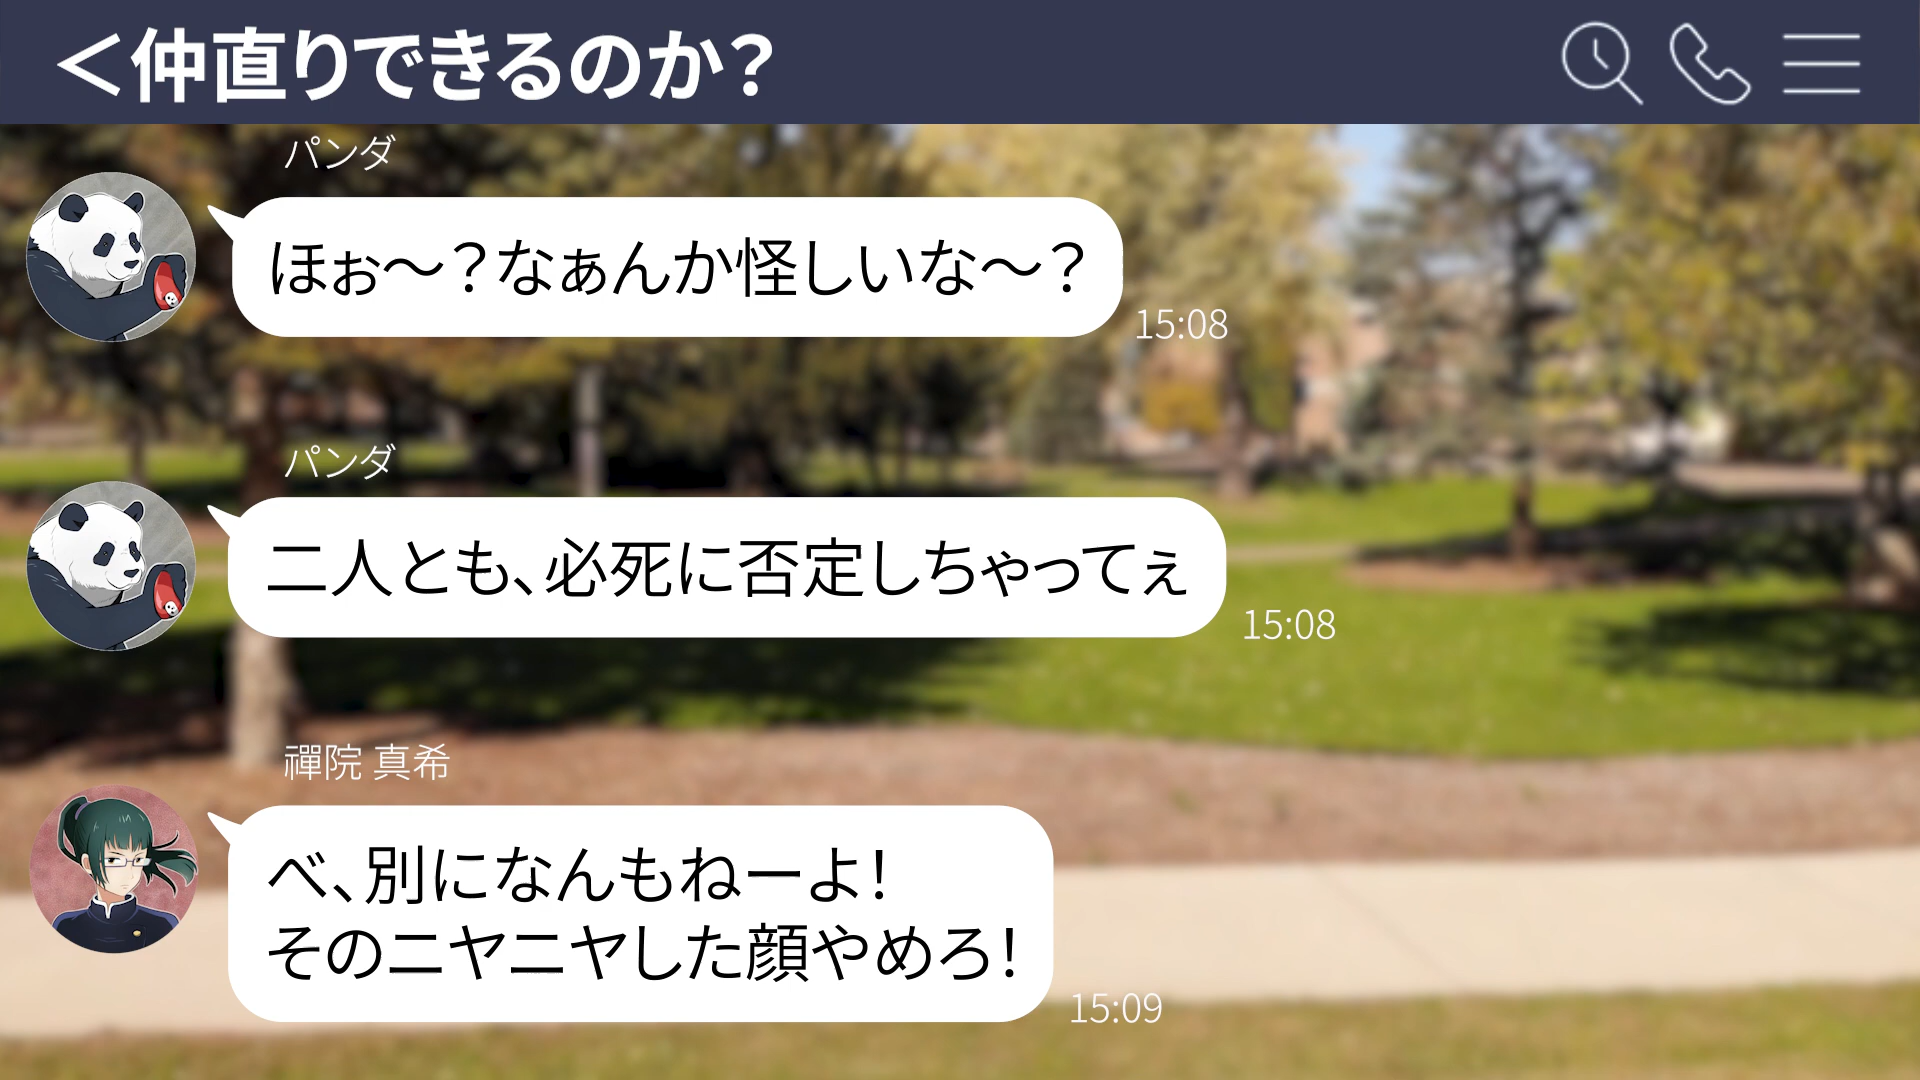 ＜仲直りできるのか？
パンダ
ほぉ〜？なぁんか怪しいな〜？
15:08
パンダ
二人とも、必死に否定しちゃってぇ
15:08
禪院 真希
べ、別になんもねーよ！
そのニヤニヤした顔やめろ！
15:09